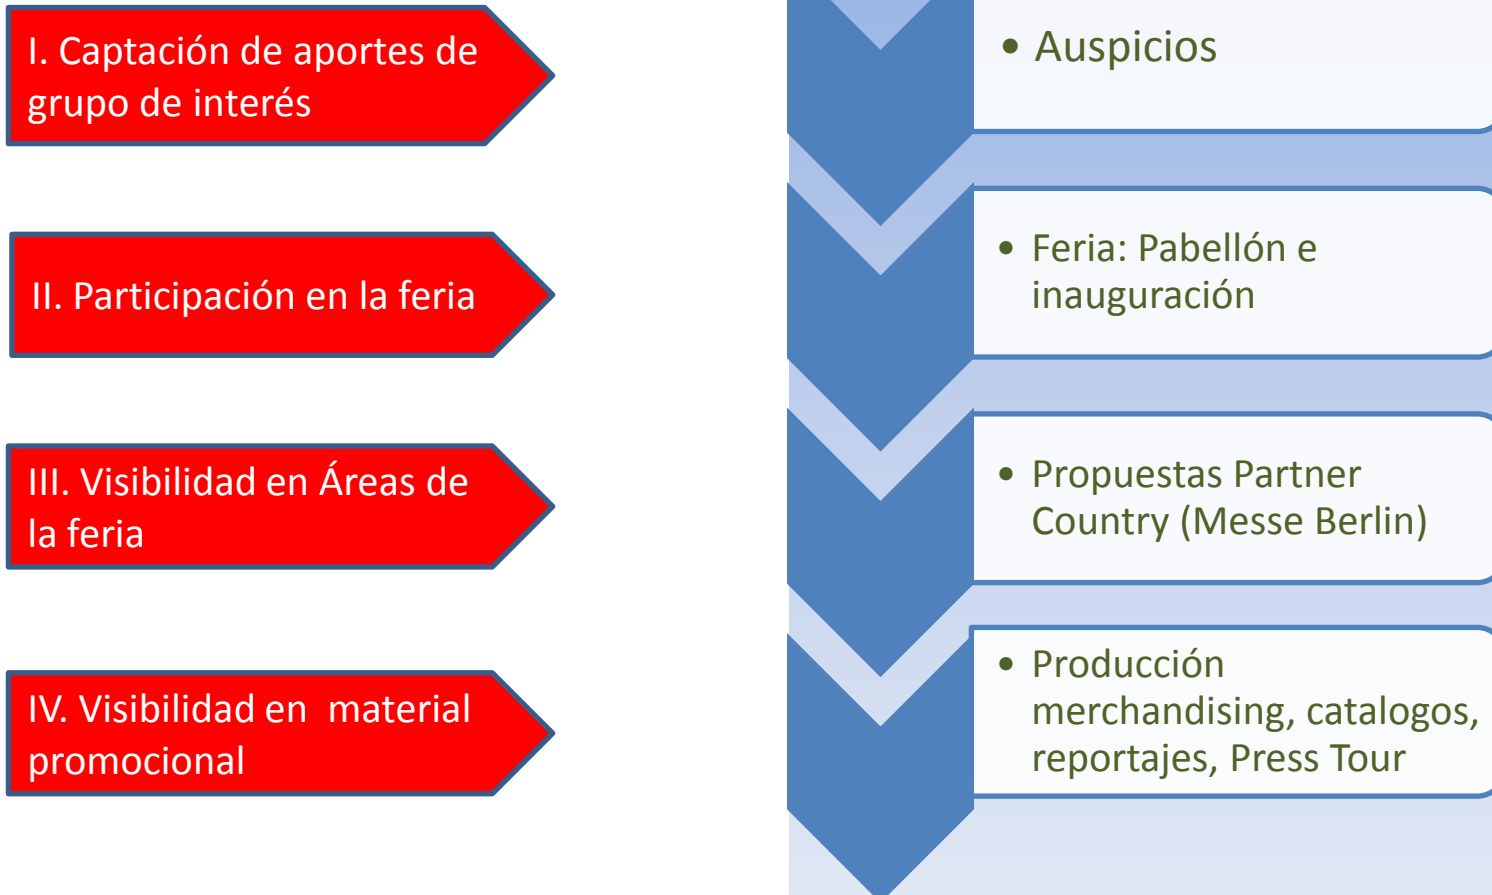 I. Captación de aportes de
grupo de interés
• Auspicios
II. Participación en la feria
• Feria: Pabellón e
inauguración
III. Visibilidad en Áreas de
la feria
• Propuestas Partner
Country (Messe Berlin)
IV. Visibilidad en  material
promocional
• Producción
merchandising, catalogos,
reportajes, Press Tour